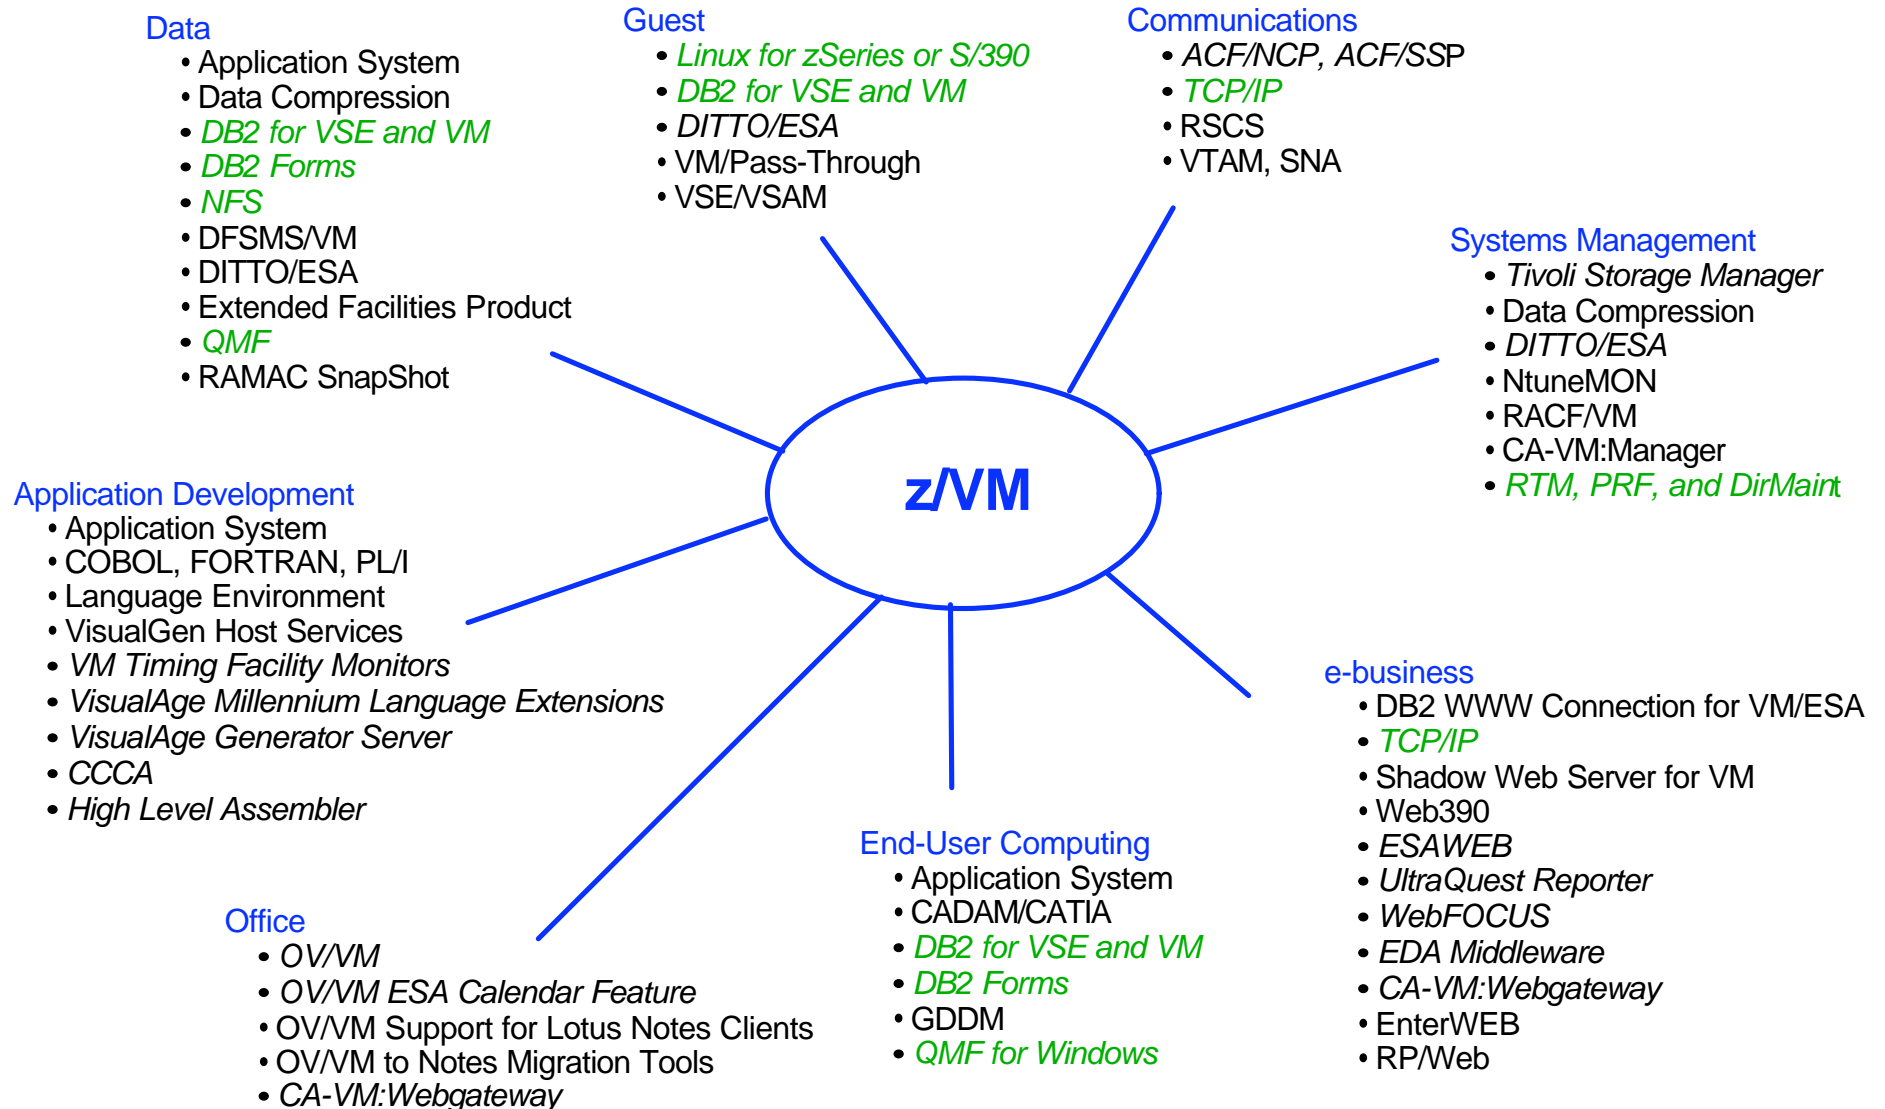 Data
• Application System
• Data Compression
• DB2 for VSE and VM
• DB2 Forms
• NFS
• DFSMS/VM
• DITTO/ESA
• Extended Facilities Product
• QMF
• RAMAC SnapShot
Guest
• Linux for zSeries or S/390
• DB2 for VSE and VM
• DITTO/ESA
• VM/Pass-Through
• VSE/VSAM
Communications
• ACF/NCP, ACF/SSP
• TCP/IP
• RSCS
• VTAM, SNA
Systems Management
• Tivoli Storage Manager
• Data Compression
• DITTO/ESA
• NtuneMON
• RACF/VM
• CA-VM:Manager
• RTM, PRF, and DirMaint
z/VM
Application Development
• Application System
• COBOL, FORTRAN, PL/I
• Language Environment
• VisualGen Host Services
• VM Timing Facility Monitors
• VisualAge Millennium Language Extensions
• VisualAge Generator Server
• CCCA
• High Level Assembler
Office
• OV/VM
• OV/VM ESA Calendar Feature
• OV/VM Support for Lotus Notes Clients
• OV/VM to Notes Migration Tools
• CA-VM:Webgateway
End-User Computing
• Application System
• CADAM/CATIA
• DB2 for VSE and VM
• DB2 Forms
• GDDM
• QMF for Windows
e-business
• DB2 WWW Connection for VM/ESA
• TCP/IP
• Shadow Web Server for VM
• Web390
• ESAWEB
• UltraQuest Reporter
• WebFOCUS
• EDA Middleware
• CA-VM:Webgateway
• EnterWEB
• RP/Web